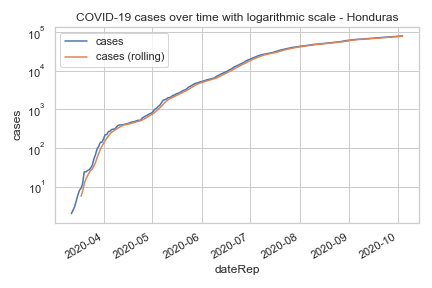 COVID-19 cases over time with logarithmic scale - Honduras
cases
cases (rolling)
10⁵
10⁴
10³
10²
10¹
cases
2020-04
2020-05
2020-06
2020-07
2020-08
2020-09
2020-10
dateRep